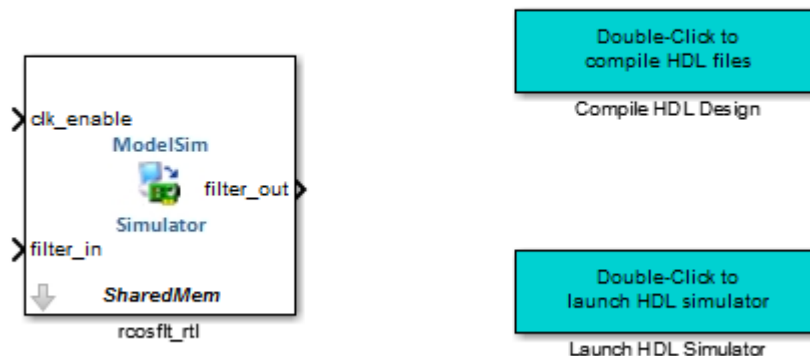 clk_enable
ModelSim
filter_out
Simulator
filter_in
SharedMem
rcosflt_rtl
Double-Click to
compile HDL files
Compile HDL Design
Double-Click to
launch HDL simulator
Launch HDL Simulator